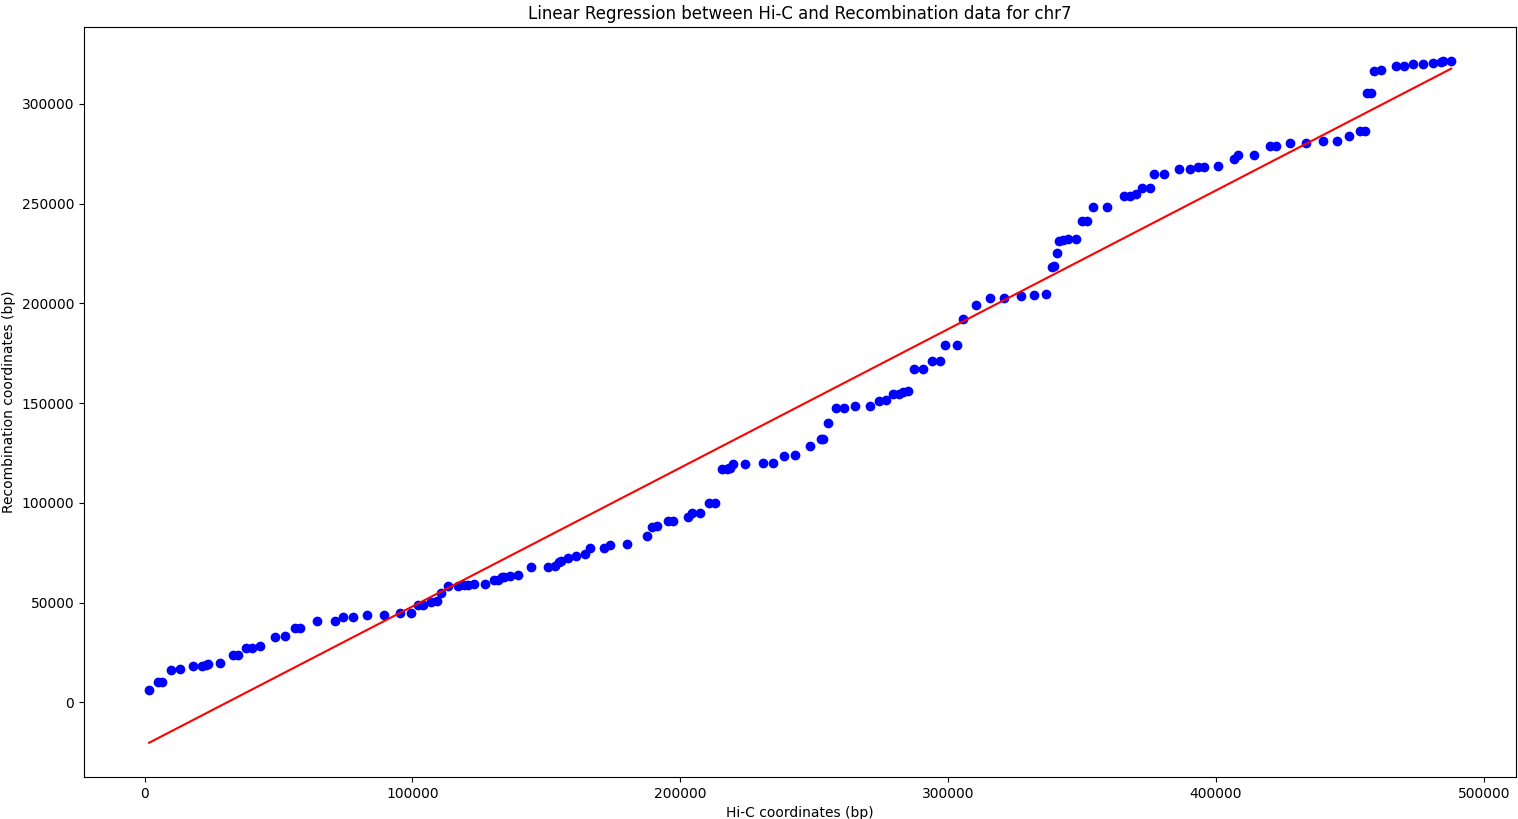 Linear Regression between Hi-C and Recombination data for chr7
Recombination coordinates (bp)
300000
250000
200000
150000
100000
50000
0
0 100000 200000 300000 400000 500000
Hi-C coordinates (bp)